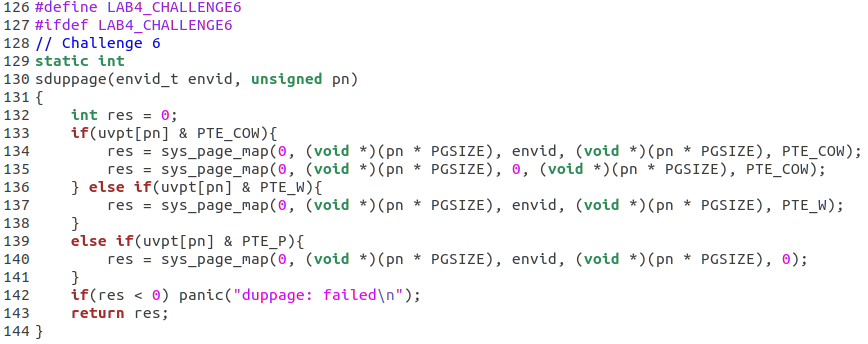 126 #define LAB4_CHALLENGE6
127 #ifdef LAB4_CHALLENGE6
128 // Challenge 6
129 static int
130 sduppage(envid_t envid, unsigned pn)
131 {
132     int res = 0;
133     if(uvpt[pn] & PTE_COW){
134         res = sys_page_map(0, (void *)(pn * PGSIZE), envid, (void *)(pn * PGSIZE), PTE_COW);
135         res = sys_page_map(0, (void *)(pn * PGSIZE), 0, (void *)(pn * PGSIZE), PTE_COW);
136     } else if(uvpt[pn] & PTE_W){
137         res = sys_page_map(0, (void *)(pn * PGSIZE), envid, (void *)(pn * PGSIZE), PTE_W);
138     }
139     else if(uvpt[pn] & PTE_P){
140         res = sys_page_map(0, (void *)(pn * PGSIZE), envid, (void *)(pn * PGSIZE), 0);
141     }
142     if(res < 0) panic("duppage: failed\n");
143     return res;
144 }